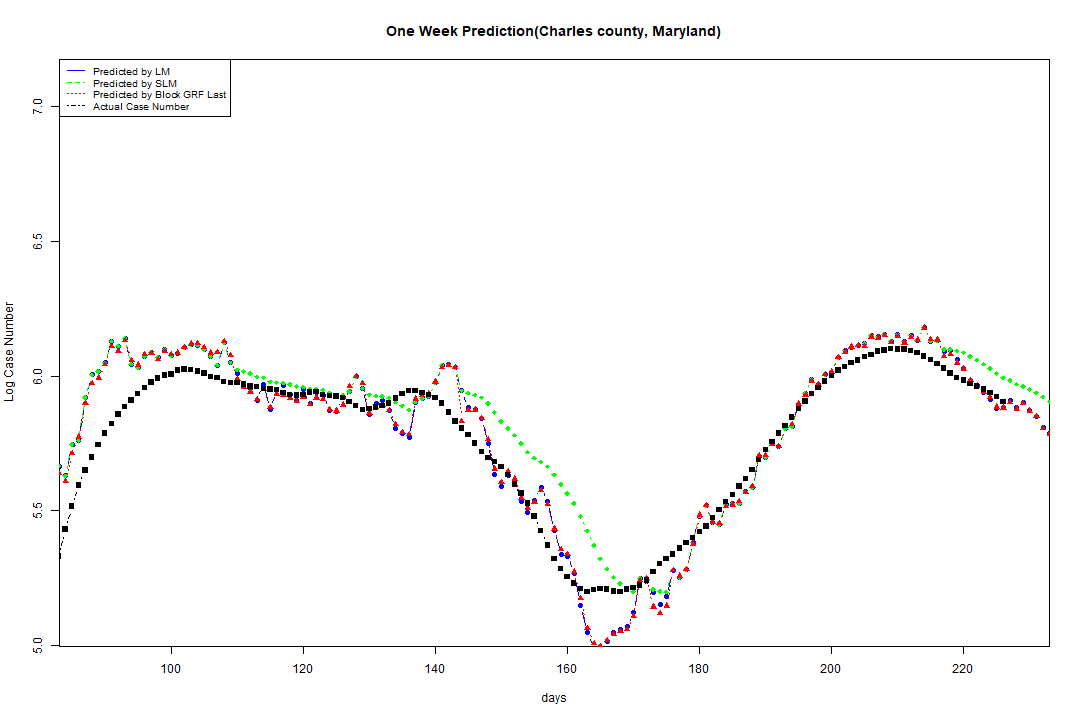 One Week Prediction(Charles county, Maryland)
Predicted by LM
Predicted by SLM
Predicted by Block GRF Last
Actual Case Number
Log Case Number
7.0
6.5
6.0
5.5
5.0
100 120 140 160 180 200 220
days